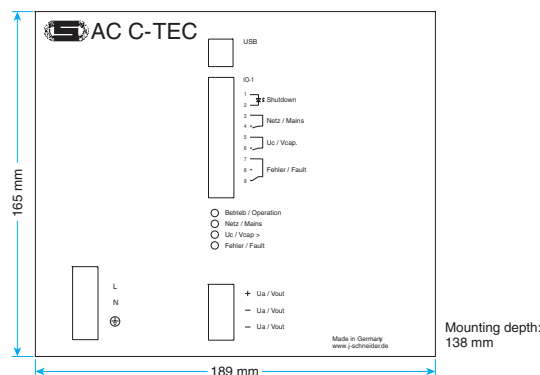 AC C-TEC
USB
IO-1
1
2
Shutdown
3
4
Netz / Mains
5
6
Uc / Vcap.
7
8
9
Fehler / Fault
Betrieb / Operation
Netz / Mains
Uc / Vcap >
Fehler / Fault
L
N
+ Ua / Vout
– Ua / Vout
– Ua / Vout
Made in Germany
www.j-schneider.de
165 mm
189 mm
Mounting depth:
138 mm